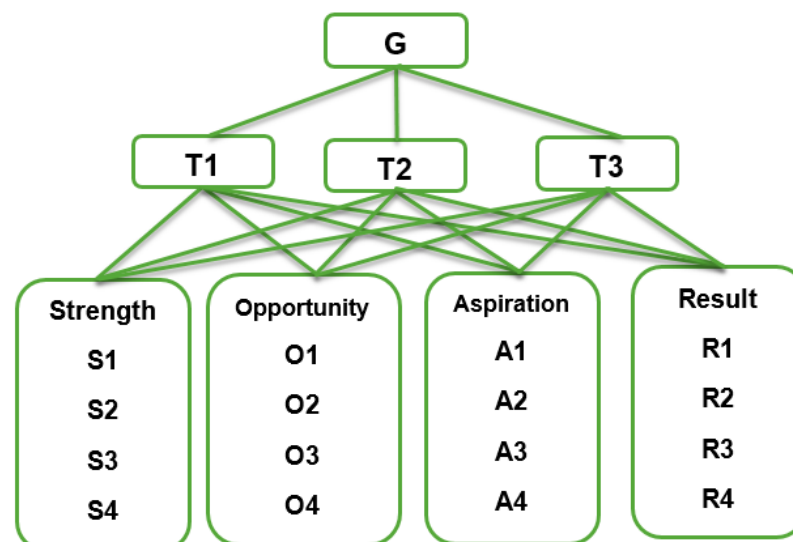 G
T1
T2
T3
Strength
S1
S2
S3
S4
Opportunity
O1
O2
O3
O4
Aspiration
A1
A2
A3
A4
Result
R1
R2
R3
R4